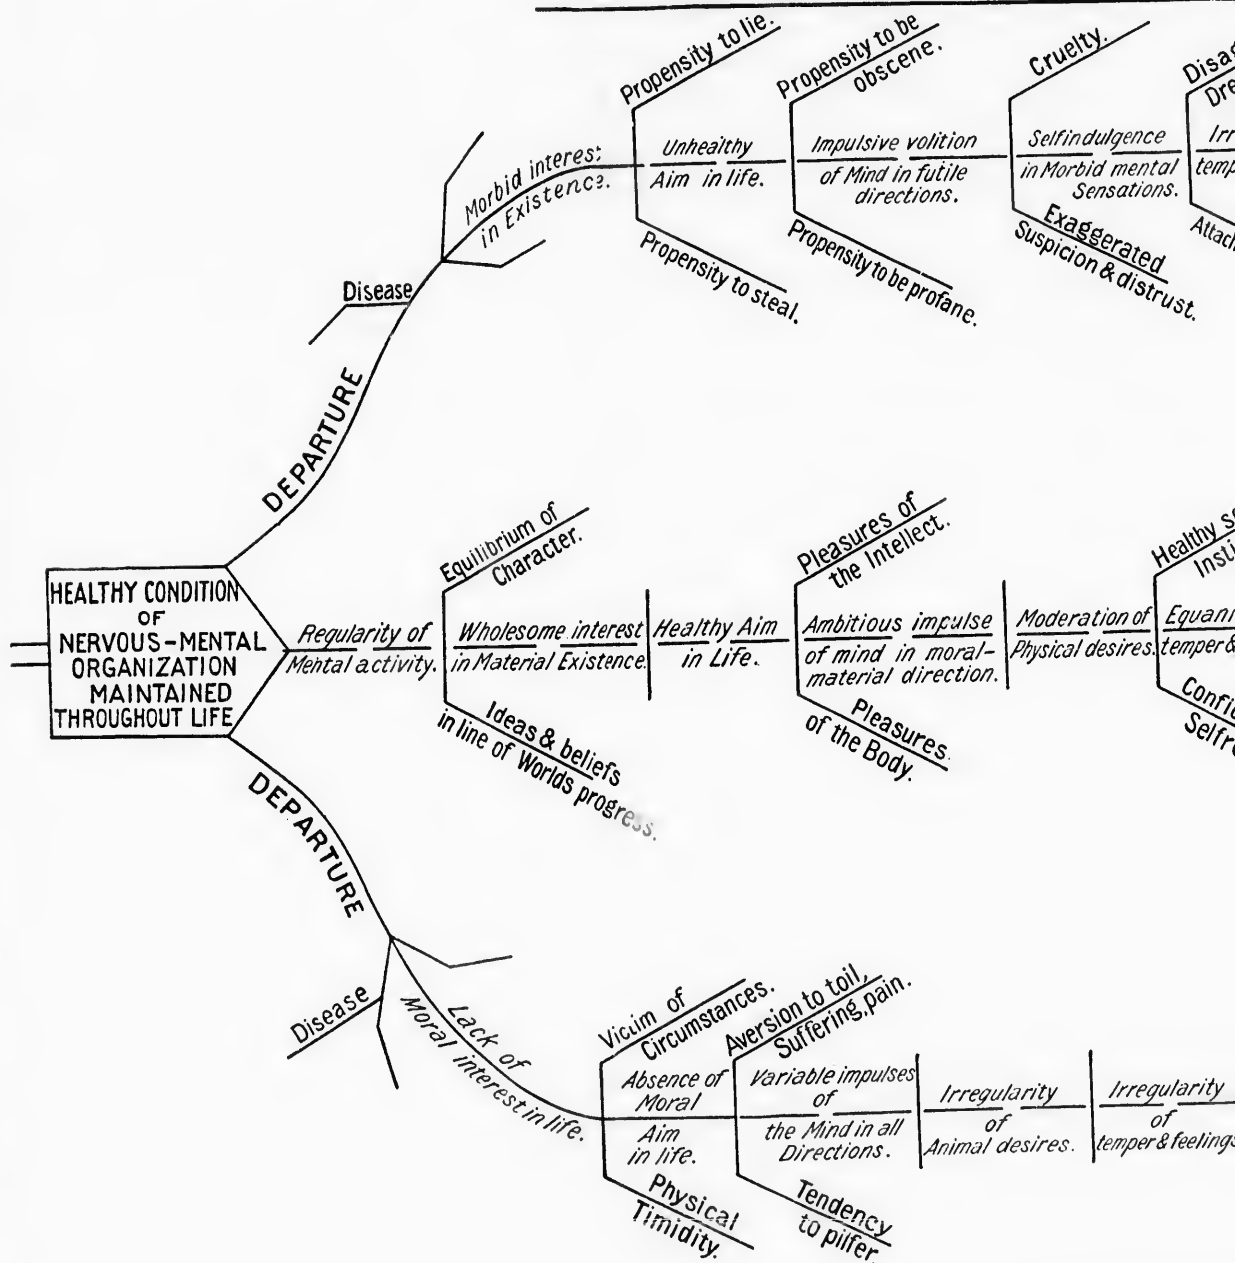 Propensity to lie.
Propensity to be
obscene.
Cruelty.
Morbid interest
in Existence.
Unhealthy
Aim in life.
Impulsive volition
of Mind in futile
directions.
Selfindulgence
in Morbid mental
Sensations.
Propensity to steal.
Propensity to be profane.
Exaggerated
Suspicion & distrust.
Disease
DEPARTURE
HEALTHY CONDITION
OF
NERVOUS-MENTAL
ORGANIZATION
MAINTAINED
THROUGHOUT LIFE
Regularity of
Mental activity.
Equilibrium of
Character.
Wholesome interest
in Material Existence.
Ideas & beliefs
in line of Worlds progress.
Healthy Aim
in Life.
Pleasures of
the Intellect.
Ambitious impulse
of mind in moral-
material direction.
Pleasures
of the Body.
Moderation of
Physical desires.
Healthy
temper &
DEPARTURE
Disease
Lack of
Moral interest in life.
Victim of
Circumstances.
Absence of
Moral
Aim
in life.
Physical
Timidity.
Aversion to toil,
Suffering, pain.
Variable impulses
of
the Mind in all
Directions.
Tendency
to pilfer
Irregularity
of
Animal desires.
Irregularity
of
temper & feelings